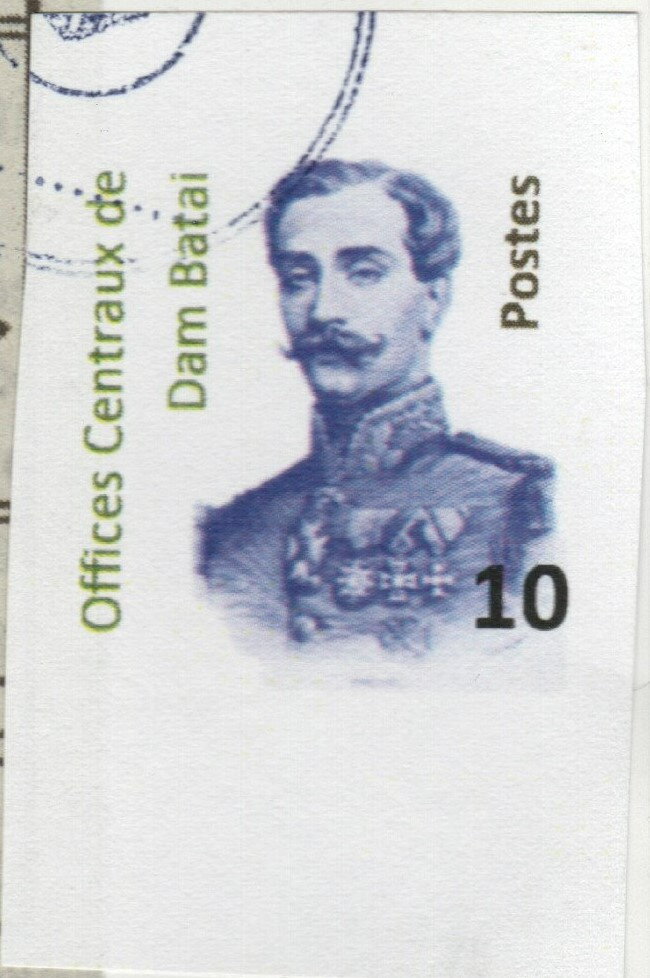 Offices Centraux de
Dam Batai
Postes
10